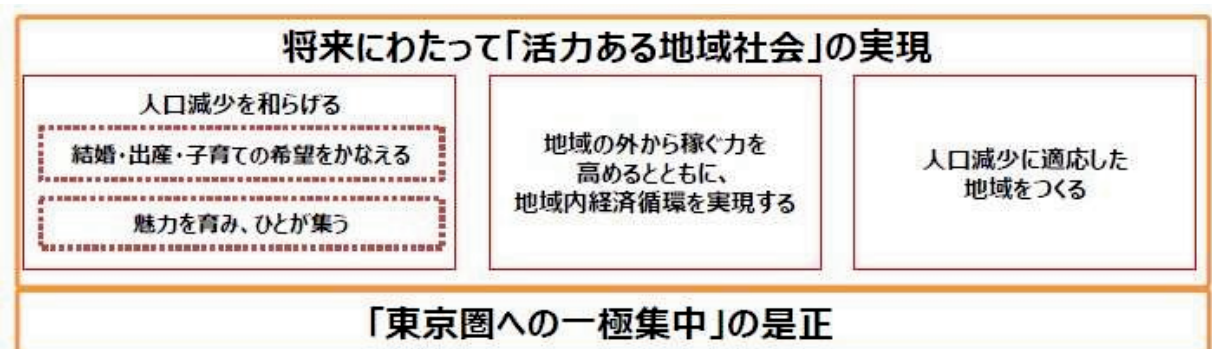 将来にわたって「活力ある地域社会」の実現
人口減少を和らげる
結婚・出産・子育ての希望をかなえる
魅力を育み、ひとが集う
地域の外から稼ぐ力を
高めるとともに、
地域内経済循環を実現する
人口減少に適応した
地域をつくる
「東京圏への一極集中」の是正